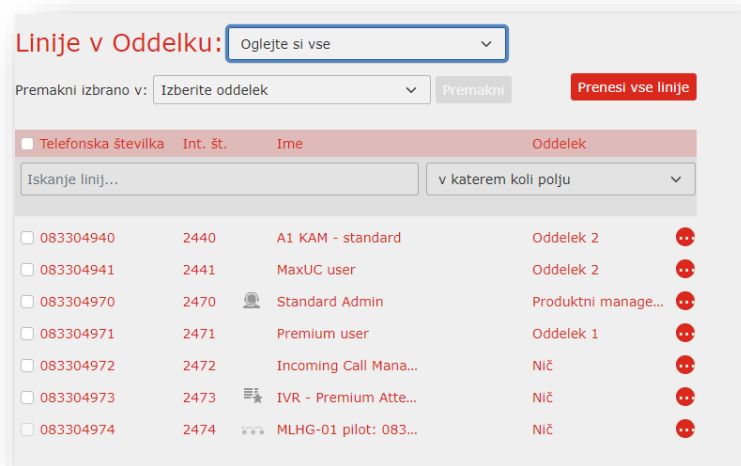 Linije v Oddelku: Oglejte si vse
Premakni izbrano v: Izberite oddelek Premakni Prenesi vse linije
Telefonska številka Int. št. Ime Oddelek
Iskanje linij... v katerem koli polju
083304940 2440 A1 KAM - standard Oddelek 2
083304941 2441 MaxUC user Oddelek 2
083304970 2470 Standard Admin Produktni manage...
083304971 2471 Premium user Oddelek 1
083304972 2472 Incoming Call Mana... Nič
083304973 2473 IVR - Premium Atte... Nič
083304974 2474 MLHG-01 pilot: 083... Nič